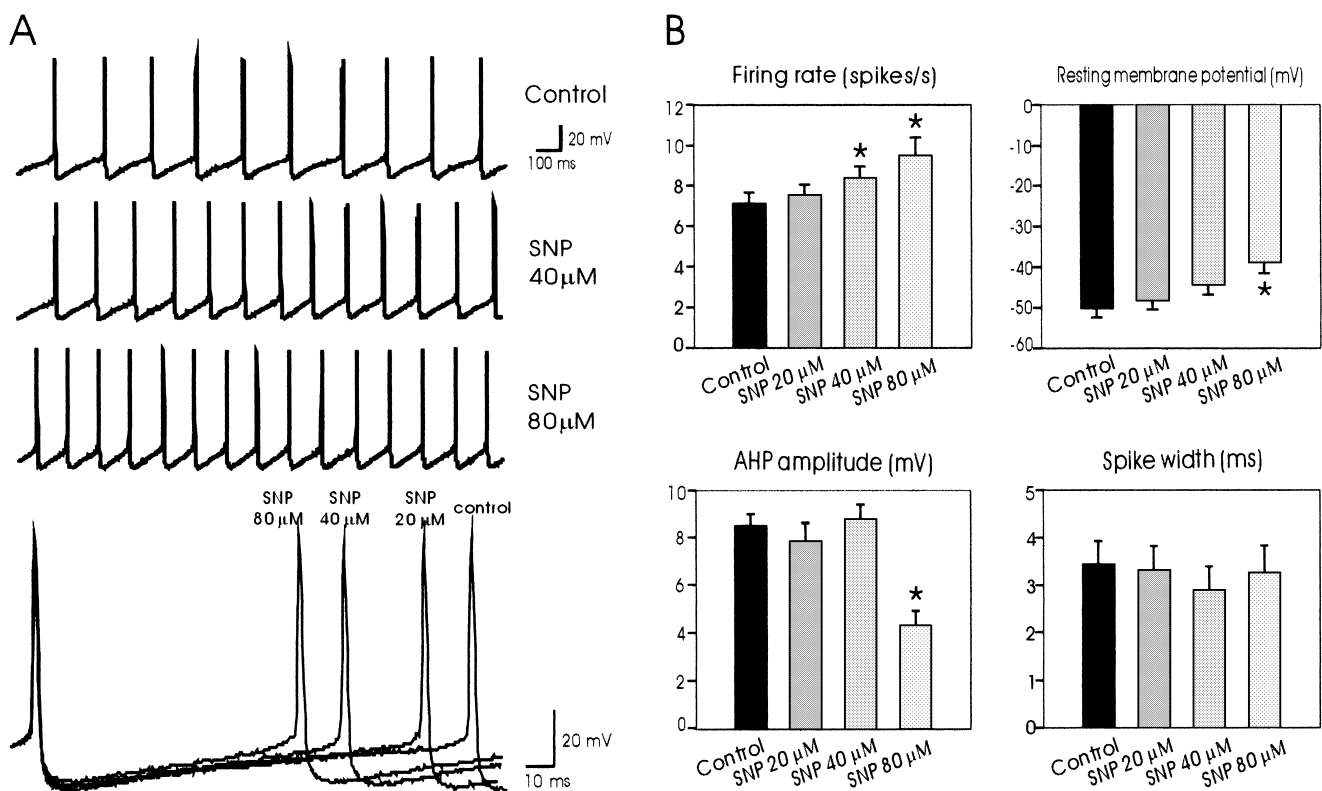 A
Control
20 mV
100 ms
SNP
40µM
SNP
80µM
SNP
80 µM
SNP
40 µM
SNP
20 µM
control
20 mV
10 ms
B
Firing rate (spikes/s)
12
10
8
6
4
2
0
*
*
Control
SNP 20 µM
SNP 40 µM
SNP 80 µM
Resting membrane potential (mV)
0
-10
-20
-30
-40
-50
-60
*
Control
SNP 20 µM
SNP 40 µM
SNP 80 µM
AHP amplitude (mV)
10
8
6
4
2
0
*
Control
SNP 20 µM
SNP 40 µM
SNP 80 µM
Spike width (ms)
5
4
3
2
1
0
Control
SNP 20 µM
SNP 40 µM
SNP 80 µM